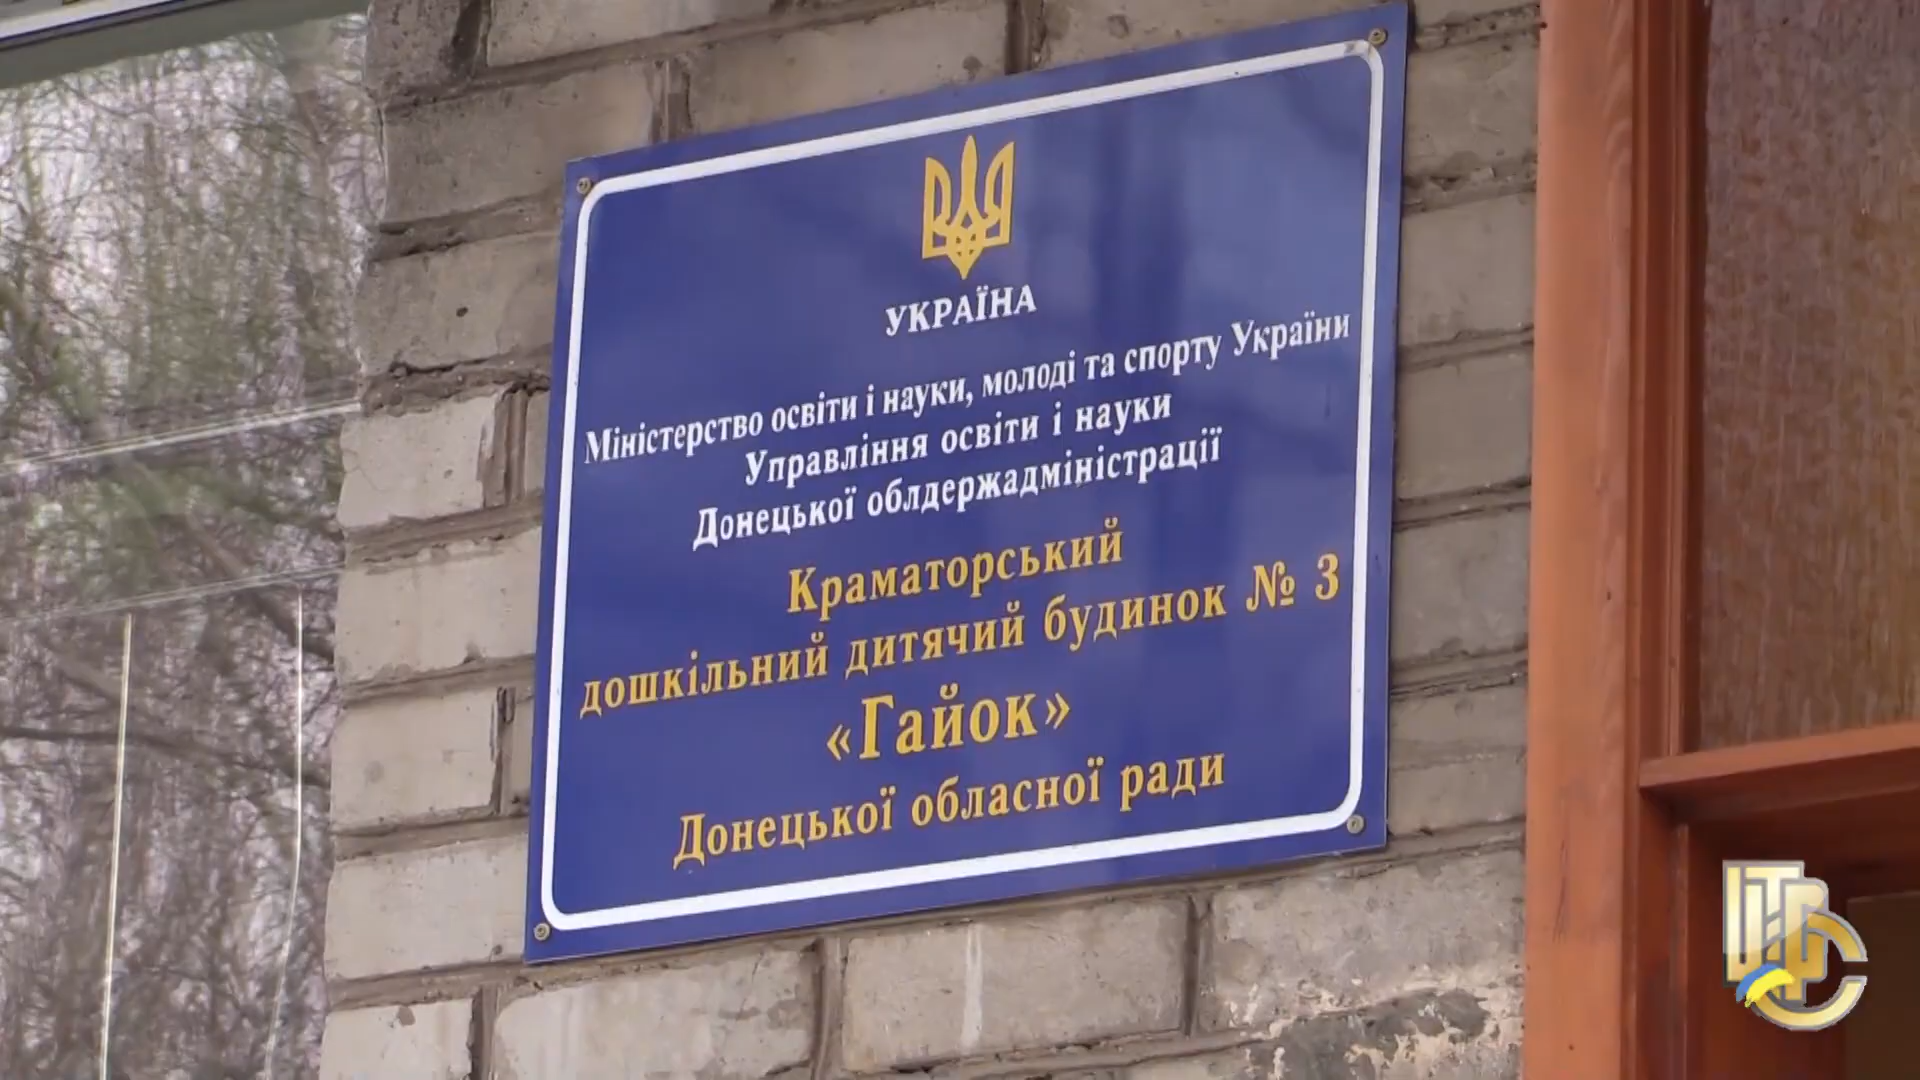 УКРАЇНА
Міністерство освіти і науки, молоді та спорту України
Управління освіти і науки
Донецької облдержадміністрації
Краматорський
дошкільний дитячий будинок № 3
«Гайок»
Донецької обласної ради